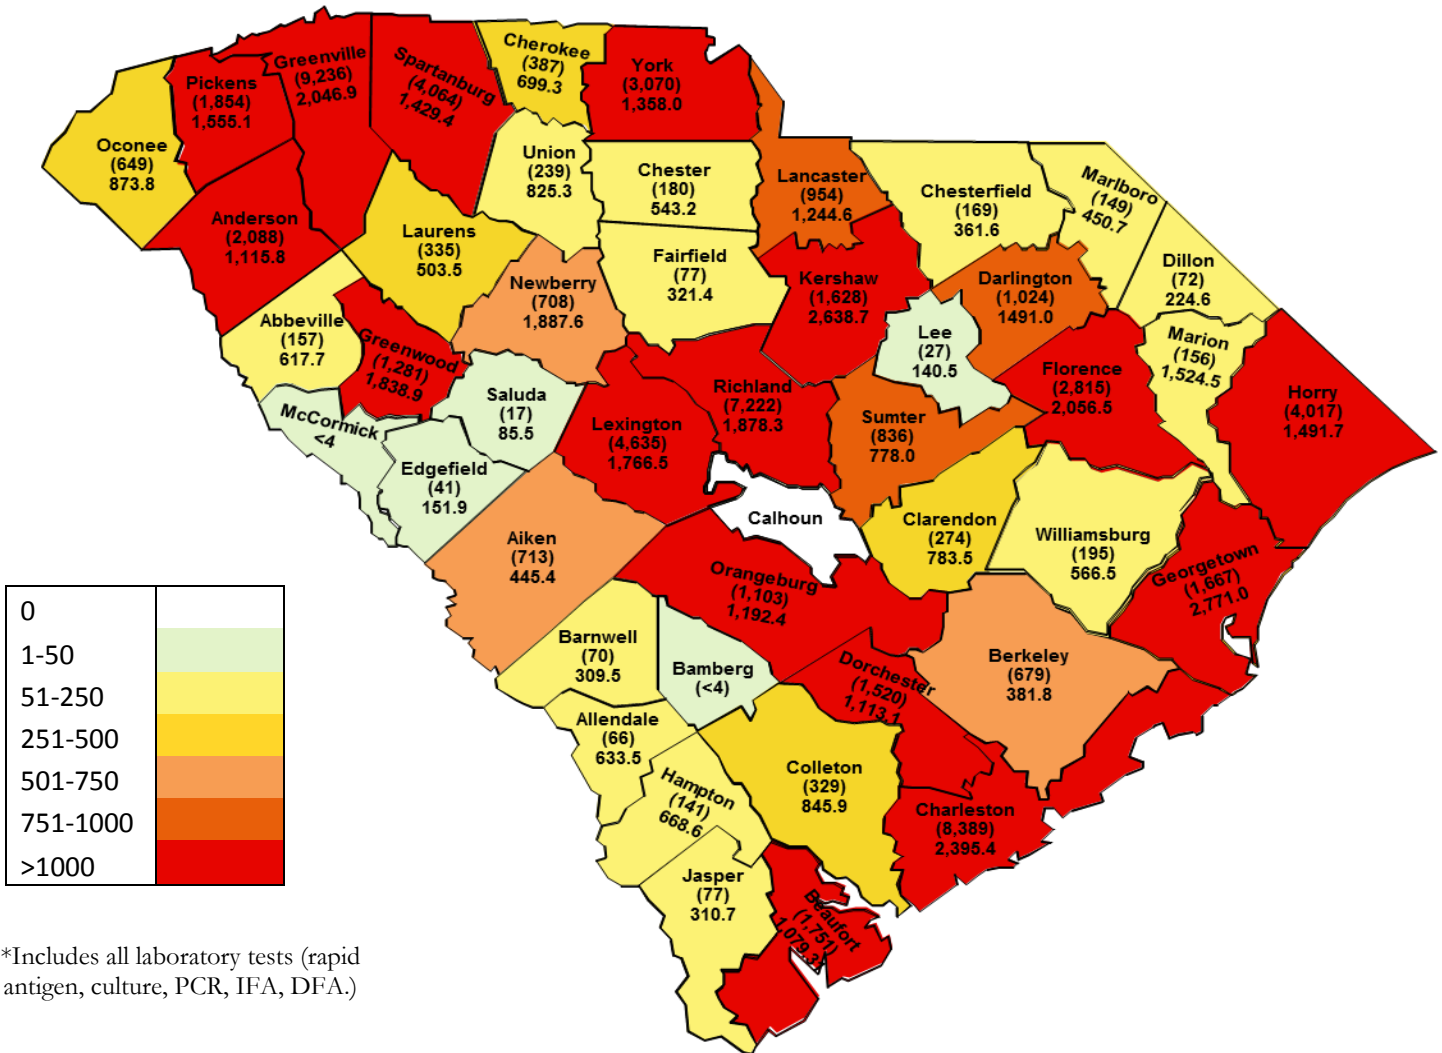 Cherokee
(387)
699.3
York
(3,070)
1,358.0
Greenville
(9,236)
2,046.9
Spartanburg
(4,064)
1,429.4
Pickens
(1,854)
1,555.1
Oconee
(649)
873.8
Union
(239)
825.3
Chester
(180)
543.2
Lancaster
(954)
1,244.6
Chesterfield
(169)
361.6
Marlboro
(149)
450.7
Anderson
(2,088)
1,115.8
Laurens
(335)
503.5
Fairfield
(77)
321.4
Newberry
(708)
1,887.6
Kershaw
(1,628)
2,638.7
Darlington
(1,024)
1491.0
Dillon
(72)
224.6
Abbeville
(157)
617.7
Greenwood
(1,281)
1,838.9
Lee
(27)
140.5
Marion
(156)
1,524.5
Florence
(2,815)
2,056.5
Horry
(4,017)
1,491.7
Saluda
(17)
85.5
Richland
(7,222)
1,878.3
McCormick
<4
Lexington
(4,635)
1,766.5
Sumter
(836)
778.0
Edgefield
(41)
151.9
Calhoun
Clarendon
(274)
783.5
Williamsburg
(195)
566.5
Aiken
(713)
445.4
Orangeburg
(1,103)
1,192.4
Georgetown
(1,667)
2,771.0
Barnwell
(70)
309.5
Bamberg
(<4)
Dorchester
(1,520)
1,113.1
Berkeley
(679)
381.8
Allendale
(66)
633.5
Hampton
(141)
668.6
Colleton
(329)
845.9
Charleston
(8,389)
2,395.4
Jasper
(77)
310.7
Beaufort
(1,751)
1,079.3
0
1-50
51-250
251-500
501-750
751-1000
>1000
*Includes all laboratory tests (rapid
antigen, culture, PCR, IFA, DFA.)